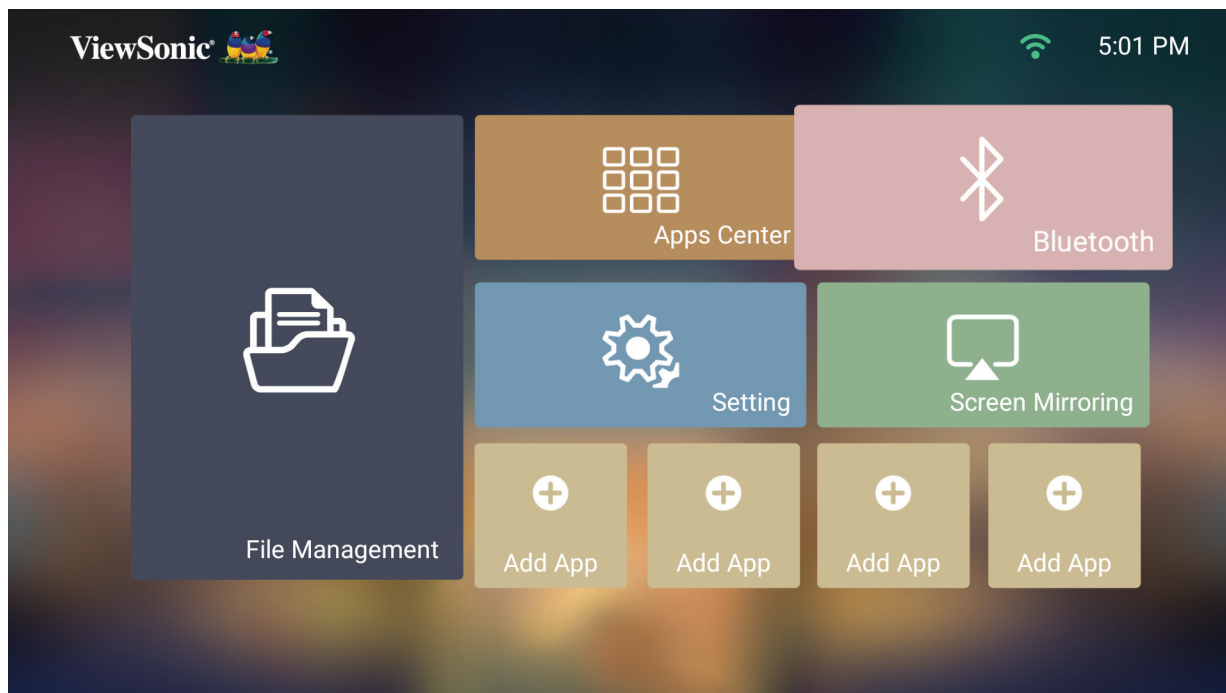 ViewSonic®
5:01 PM
Apps Center
Bluetooth
Setting
Screen Mirroring
File Management
Add App
Add App
Add App
Add App